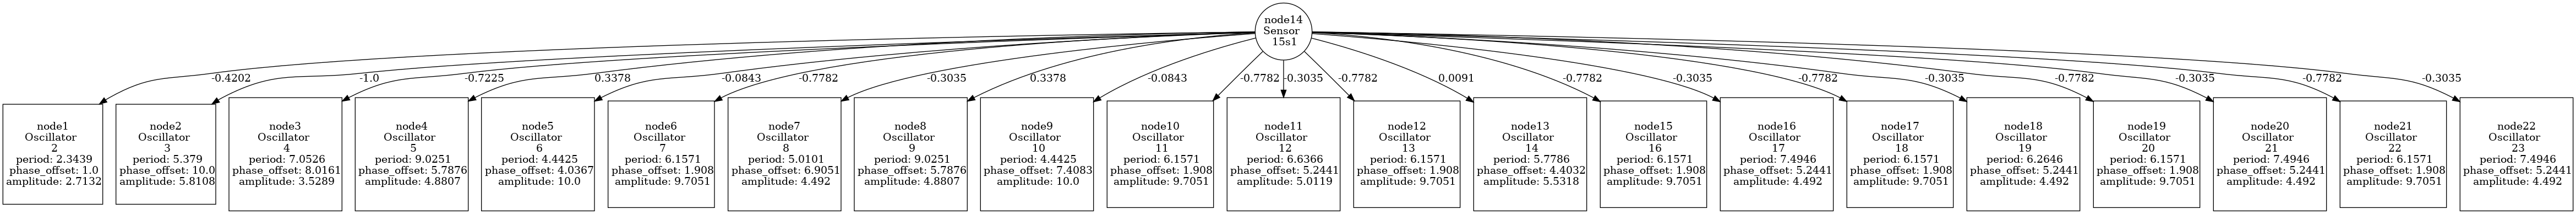 node14
Sensor
15s1
-0.4202
-1.0
-0.7225
0.3378
-0.0843
-0.7782
-0.3035
0.3378
-0.0843
-0.7782
-0.3035
-0.7782
0.0091
-0.7782
-0.3035
-0.7782
-0.3035
-0.7782
-0.3035
-0.7782
-0.3035
node1
Oscillator
2
period: 2.3439
phase_offset: 1.0
amplitude: 2.7132
node2
Oscillator
3
period: 5.379
phase_offset: 10.0
amplitude: 5.8108
node3
Oscillator
4
period: 7.0526
phase_offset: 8.0161
amplitude: 3.5289
node4
Oscillator
5
period: 9.0251
phase_offset: 5.7876
amplitude: 4.8807
node5
Oscillator
6
period: 4.4425
phase_offset: 4.0367
amplitude: 10.0
node6
Oscillator
7
period: 6.1571
phase_offset: 1.908
amplitude: 9.7051
node7
Oscillator
8
period: 5.0101
phase_offset: 6.9051
amplitude: 4.492
node8
Oscillator
9
period: 9.0251
phase_offset: 5.7876
amplitude: 4.8807
node9
Oscillator
10
period: 4.4425
phase_offset: 7.4083
amplitude: 10.0
node10
Oscillator
11
period: 6.1571
phase_offset: 1.908
amplitude: 9.7051
node11
Oscillator
12
period: 6.6366
phase_offset: 5.2441
amplitude: 5.0119
node12
Oscillator
13
period: 6.1571
phase_offset: 1.908
amplitude: 9.7051
node13
Oscillator
14
period: 5.7786
phase_offset: 4.4032
amplitude: 5.5318
node15
Oscillator
16
period: 6.1571
phase_offset: 1.908
amplitude: 9.7051
node16
Oscillator
17
period: 7.4946
phase_offset: 5.2441
amplitude: 4.492
node17
Oscillator
18
period: 6.1571
phase_offset: 1.908
amplitude: 9.7051
node18
Oscillator
19
period: 6.2646
phase_offset: 5.2441
amplitude: 4.492
node19
Oscillator
20
period: 6.1571
phase_offset: 1.908
amplitude: 9.7051
node20
Oscillator
21
period: 7.4946
phase_offset: 5.2441
amplitude: 4.492
node21
Oscillator
22
period: 6.1571
phase_offset: 1.908
amplitude: 9.7051
node22
Oscillator
23
period: 7.4946
phase_offset: 5.2441
amplitude: 4.492